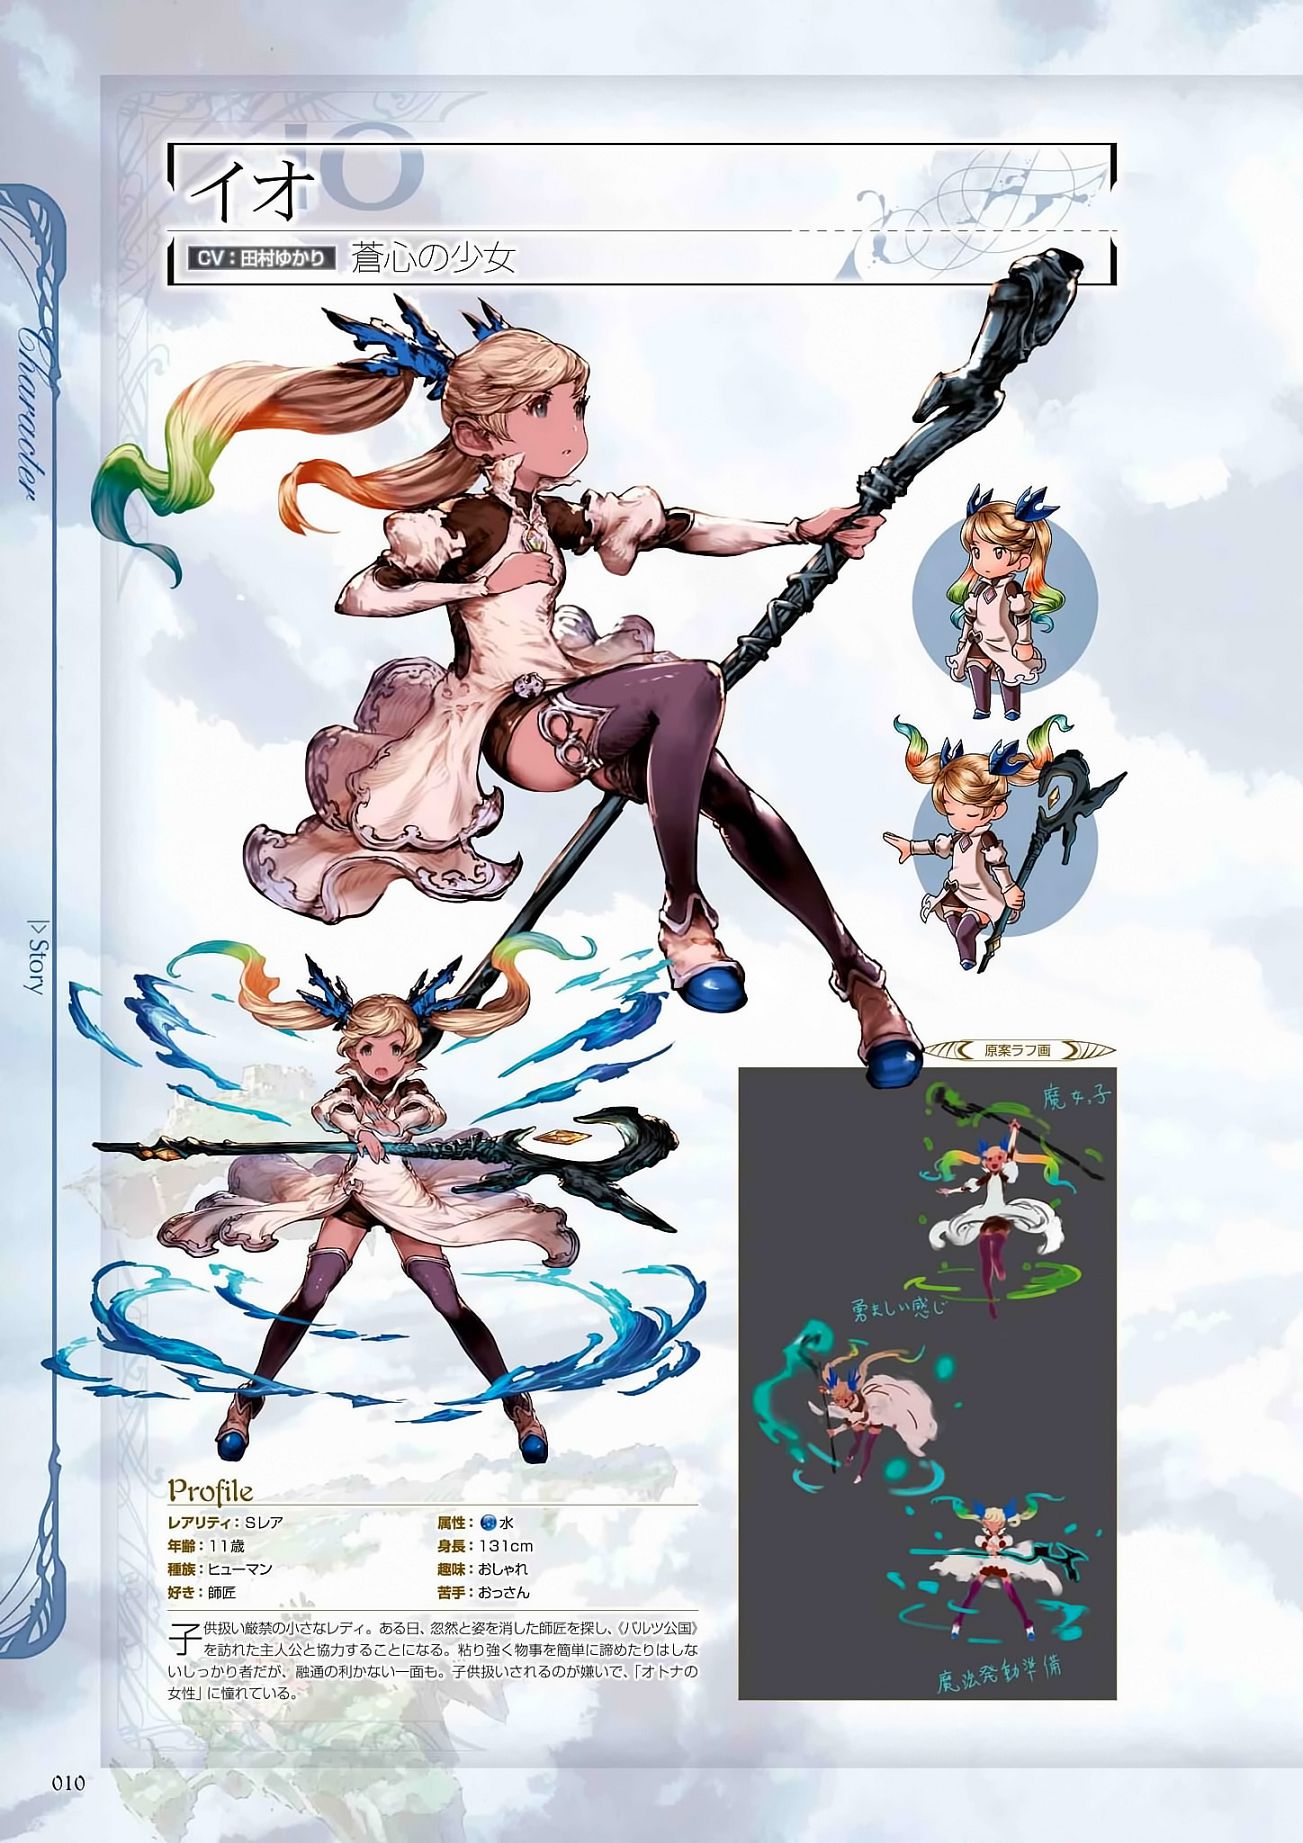 iO
イオ
CV：田村ゆかり 蒼心の少女
Character
▷ Story
原案ラフ画
魔女っ子
勇ましい感じ
魔法発動準備
Profile
レアリティ：Sレア 属性：水
年齢：11歳 身長：131cm
種族：ヒューマン 趣味：おしゃれ
好き：師匠 苦手：おっさん
子供扱い厳禁の小さなレディ。ある日、忽然と姿を消した師匠を探し、《バルツ公国》
を訪れた主人公と協力することになる。粘り強く物事を簡単に諦めたりはしな
いしっかり者だが、融通の利かない一面も。子供扱いされるのが嫌いで、「オトナの
女性」に憧れている。
010